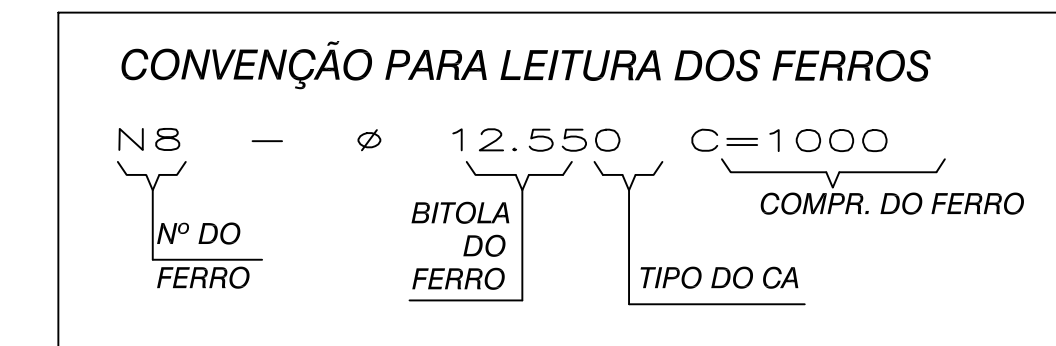 CONVENÇÃO PARA LEITURA DOS FERROS
N8 - ø 12.550 C=1000
Nº DO
FERRO
BITOLA
DO
FERRO
TIPO DO CA
COMPR. DO FERRO